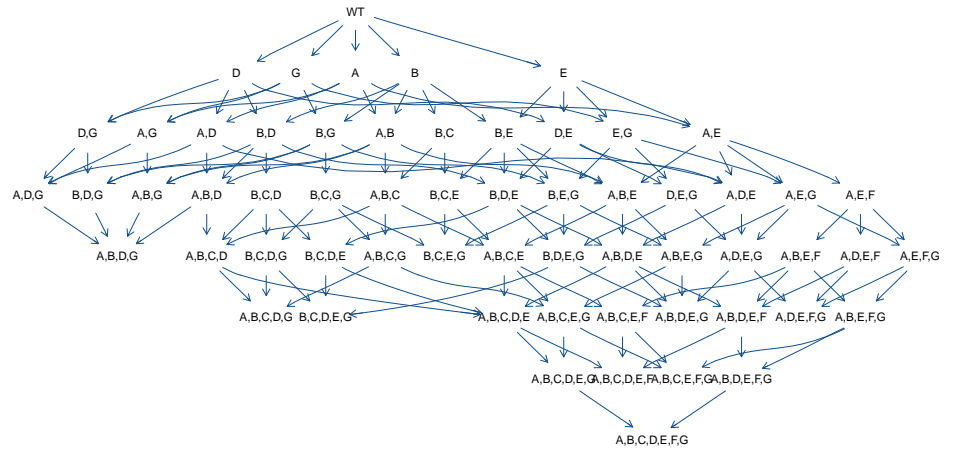 WT
D G A B E
D,G A,G A,D B,D B,G A,B B,C B,E D,E E,G A,E
A,D,G B,D,G A,B,G A,B,D B,C,D B,C,G A,B,C B,C,E B,D,E B,E,G A,B,E D,E,G A,D,E A,E,G A,E,F
A,B,D,G A,B,C,D B,C,D,G B,C,D,E A,B,C,G B,C,E,G A,B,C,E B,D,E,G A,B,D,E A,B,E,G A,D,E,G A,B,E,F A,D,E,F A,E,F,G
A,B,C,D,G B,C,D,E,G A,B,C,D,E A,B,C,E,G A,B,C,E,F A,B,D,E,G A,B,D,E,F A,D,E,F,G A,B,E,F,G
A,B,C,D,E,G A,B,C,D,E,F A,B,C,E,F,G A,B,D,E,F,G
A,B,C,D,E,F,G